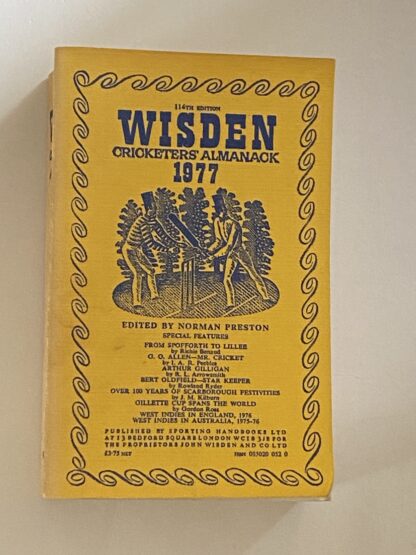 114TH EDITION
WISDEN
CRICKETERS' ALMANACK
1977
EDITED BY NORMAN PRESTON
SPECIAL FEATURES
FROM SPOFFORTH TO LILLEE
by Richie Benaud
G. O. ALLEN—MR. CRICKET
by I. A. R. Peebles
ARTHUR GILLIGAN
by R. L. Arrowsmith
BERT OLDFIELD—STAR KEEPER
by Rowland Ryder
OVER 100 YEARS OF SCARBOROUGH FESTIVITIES
by J. M. Kilburn
GILLETTE CUP SPANS THE WORLD
by Gordon Ross
WEST INDIES IN ENGLAND, 1976
WEST INDIES IN AUSTRALIA, 1975-76
PUBLISHED BY SPORTING HANDBOOKS LTD
AT 13 BEDFORD SQUARE LONDON WC1B 3JE FOR
THE PROPRIETORS JOHN WISDEN AND CO LTD
£3·75 NET
ISBN 085020 052 0